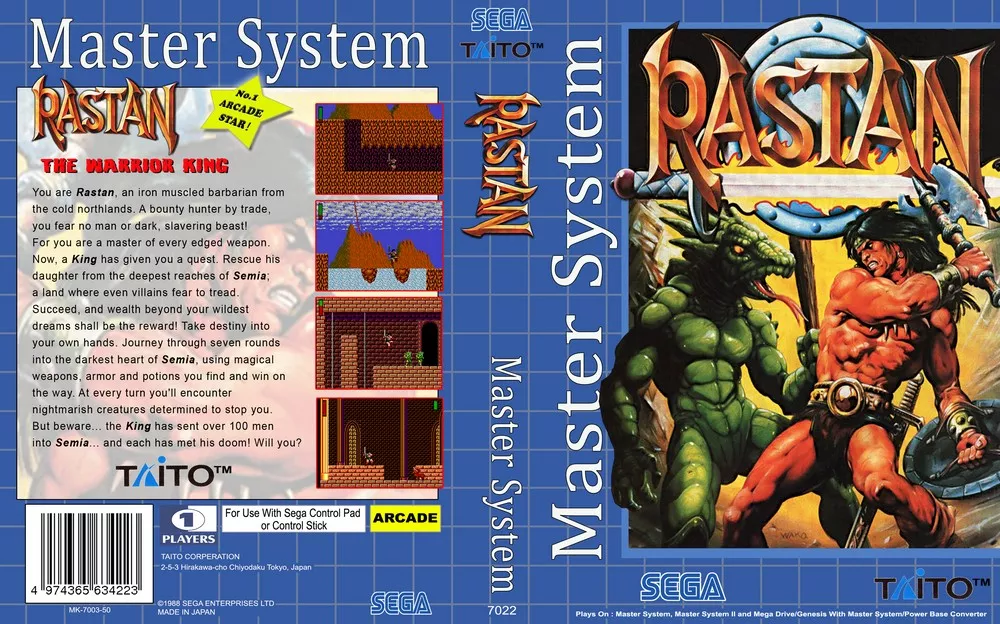 Master System
RASTAN
No.1
ARCADE
STAR!
THE WARRIOR KING
You are Rastan, an iron muscled barbarian from
the cold northlands. A bounty hunter by trade,
you fear no man or dark, slavering beast!
For you are a master of every edged weapon.
Now, a King has given you a quest. Rescue his
daughter from the deepest reaches of Semia;
a land where even villains fear to tread.
Succeed, and wealth beyond your wildest
dreams shall be the reward! Take destiny into
your own hands. Journey through seven rounds
into the darkest heart of Semia, using magical
weapons, armor and potions you find and win on
the way. At every turn you'll encounter
nightmarish creatures determined to stop you.
But beware... the King has sent over 100 men
into Semia... and each has met his doom! Will you?
TAITO™
4 974365 634223
MK-7003-50
1
PLAYERS
For Use With Sega Control Pad
or Control Stick
ARCADE
TAITO CORPERATION
2-5-3 Hirakawa-cho Chiyodaku Tokyo, Japan
©1988 SEGA ENTERPRISES LTD
MADE IN JAPAN
SEGA
SEGA
TAITO™
RASTAN
Master System
7022
Master System
RASTAN
WAKO
SEGA
TAITO™
Plays On : Master System, Master System II and Mega Drive/Genesis With Master System/Power Base Converter